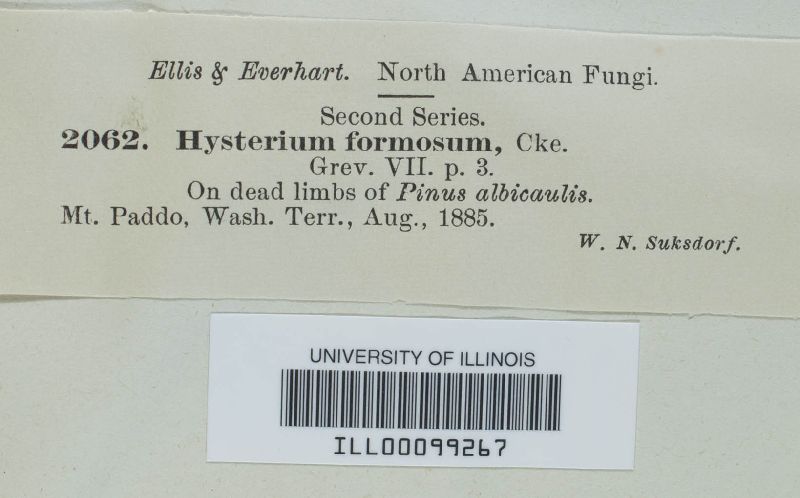 Ellis & Everhart. North American Fungi.
Second Series.
2062. Hysterium formosum, Cke.
Grev. VII. p. 3.
On dead limbs of Pinus albicaulis.
Mt. Paddo, Wash. Terr., Aug., 1885.
W. N. Suksdorf.
UNIVERSITY OF ILLINOIS
ILL00099267